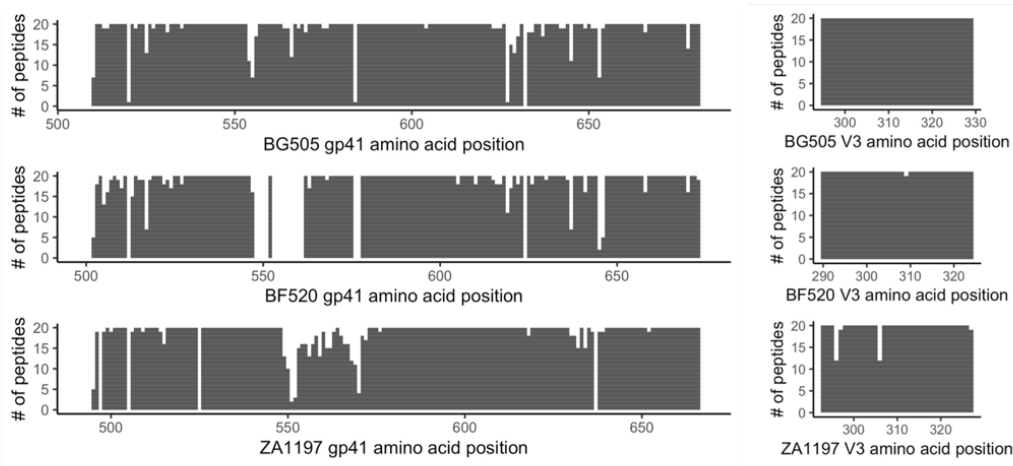 # of peptides
20
15
10
5
0
500 550 600 650
BG505 gp41 amino acid position
# of peptides
20
15
10
5
0
300 310 320 330
BG505 V3 amino acid position
# of peptides
20
15
10
5
0
500 550 600 650
BF520 gp41 amino acid position
# of peptides
20
15
10
5
0
290 300 310 320
BF520 V3 amino acid position
# of peptides
20
15
10
5
0
500 550 600 650
ZA1197 gp41 amino acid position
# of peptides
20
15
10
5
0
300 310 320
ZA1197 V3 amino acid position